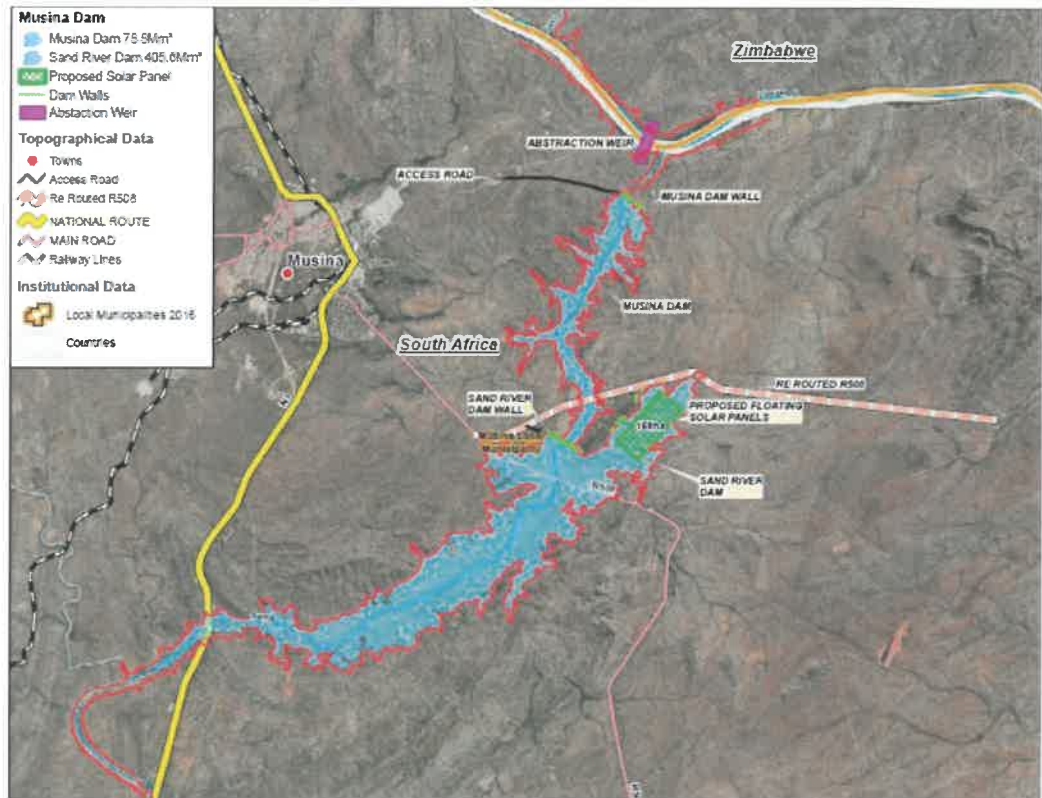 Musina Dam
Musina Dam 75.5Mm³
Sand River Dam 405.6Mm³
Proposed Solar Panel
Dam Walls
Abstaction Weir
Topographical Data
Towns
Access Road
Re Routed R508
NATIONAL ROUTE
MAIN ROAD
Railway Lines
Institutional Data
Local Municipalities 2016
Countries
Zimbabwe
ABSTRACTION WEIR
ACCESS ROAD
MUSINA DAM WALL
Musina
MUSINA DAM
South Africa
RE ROUTED R508
SAND RIVER
DAM WALL
PROPOSED FLOATING
SOLAR PANELS
168ha
Municipality
SAND RIVER
DAM